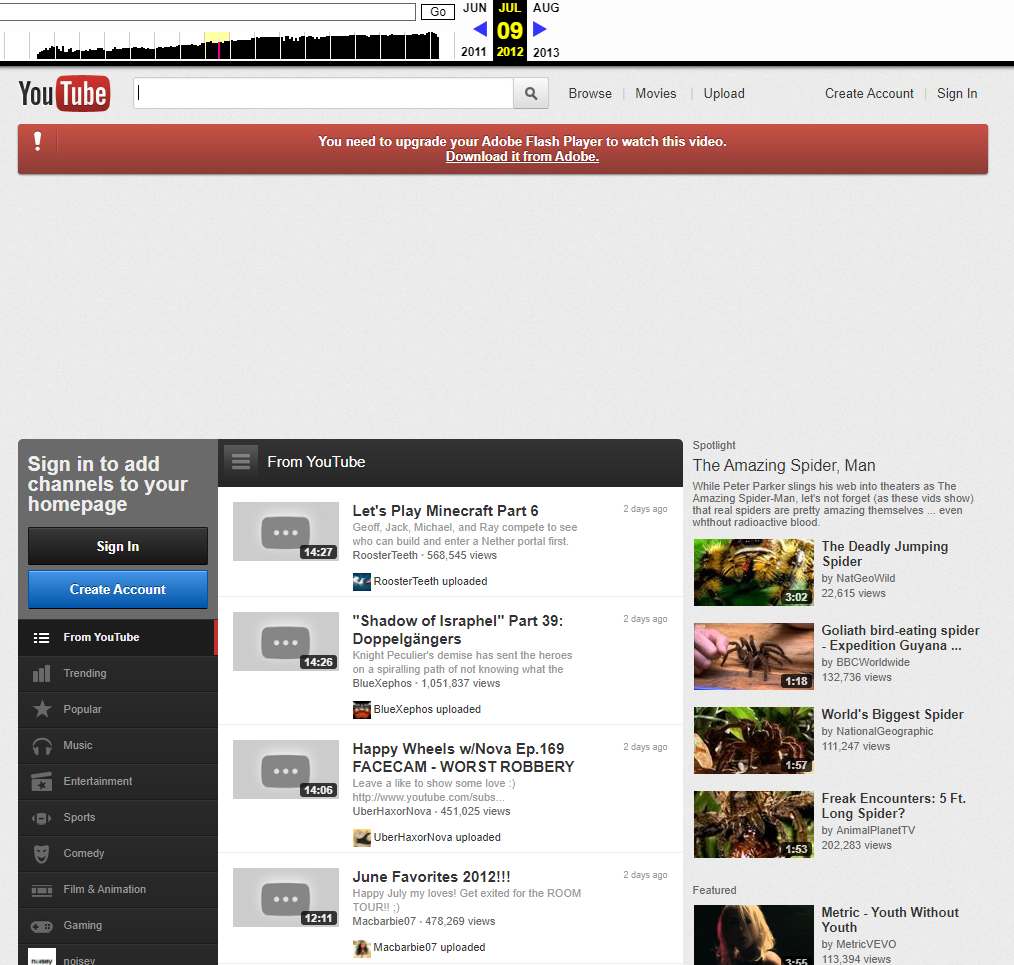 Go
JUN JUL AUG
09
2011 2012 2013
YouTube
Browse Movies Upload Create Account Sign In
You need to upgrade your Adobe Flash Player to watch this video.
Download it from Adobe.
Sign in to add
channels to your
homepage
Sign In
Create Account
From YouTube
Trending
Popular
Music
Entertainment
Sports
Comedy
Film & Animation
Gaming
noisey
noisey
From YouTube
Let's Play Minecraft Part 6
2 days ago
Geoff, Jack, Michael, and Ray compete to see
who can build and enter a Nether portal first.
14:27
RoosterTeeth · 568,545 views
RoosterTeeth uploaded
"Shadow of Israphel" Part 39:
Doppelgängers
2 days ago
Knight Peculier's demise has sent the heroes
on a spiralling path of not knowing what the
14:26
BlueXephos · 1,051,837 views
BlueXephos uploaded
Happy Wheels w/Nova Ep.169
FACECAM - WORST ROBBERY
2 days ago
Leave a like to show some love :)
http://www.youtube.com/subs...
14:06
UberHaxorNova · 451,025 views
UberHaxorNova uploaded
June Favorites 2012!!!
2 days ago
Happy July my loves! Get exited for the ROOM
TOUR!! ;)
12:11
Macbarbie07 · 478,269 views
Macbarbie07 uploaded
Spotlight
The Amazing Spider, Man
While Peter Parker slings his web into theaters as The
Amazing Spider-Man, let's not forget (as these vids show)
that real spiders are pretty amazing themselves ... even
whthout radioactive blood.
The Deadly Jumping
Spider
by NatGeoWild
22,615 views
3:02
Goliath bird-eating spider
- Expedition Guyana ...
by BBCWorldwide
132,736 views
1:18
World's Biggest Spider
by NationalGeographic
111,247 views
1:57
Freak Encounters: 5 Ft.
Long Spider?
by AnimalPlanetTV
202,283 views
1:53
Featured
Metric - Youth Without
Youth
by MetricVEVO
113,394 views
3:55